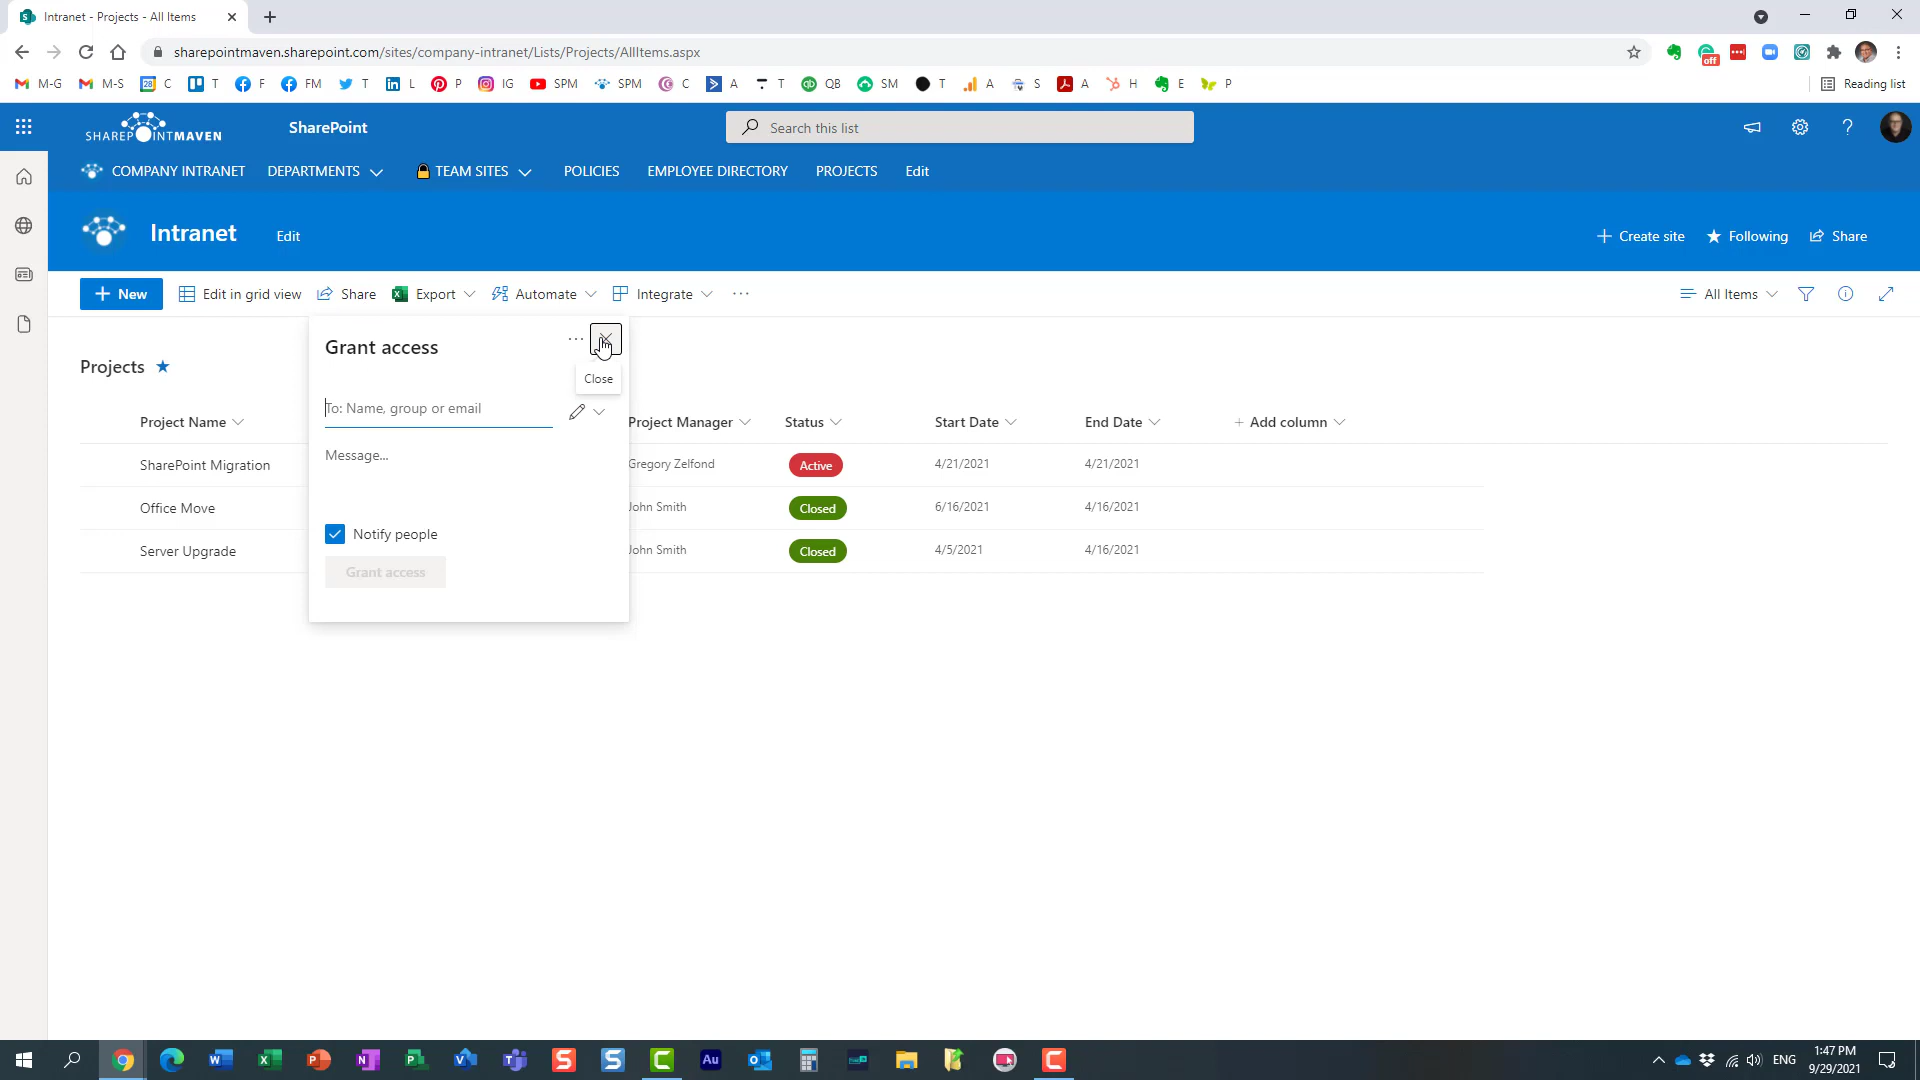 Intranet - Projects - All Items
sharepointmaven.sharepoint.com/sites/company-intranet/Lists/Projects/AllItems.aspx
off
M-G M-S 28 C T F FM T L P IG SPM SPM C A T QB SM T A S A H E P Reading list
SHAREPOINTMAVEN SharePoint Search this list
COMPANY INTRANET DEPARTMENTS TEAM SITES POLICIES EMPLOYEE DIRECTORY PROJECTS Edit
Intranet Edit + Create site Following Share
+ New Edit in grid view Share Export Automate Integrate ... All Items
Grant access ...
Projects
Close
To: Name, group or email
Project Name Project Manager Status Start Date End Date + Add column
Message...
SharePoint Migration Gregory Zelfond Active 4/21/2021 4/21/2021
Office Move John Smith Closed 6/16/2021 4/16/2021
Notify people
Server Upgrade John Smith Closed 4/5/2021 4/16/2021
Grant access
ENG 1:47 PM
9/29/2021